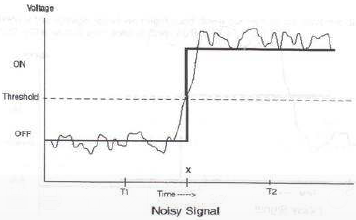 Voltage
ON
Threshold
OFF
X
T1
Time ----->
T2
Noisy Signal